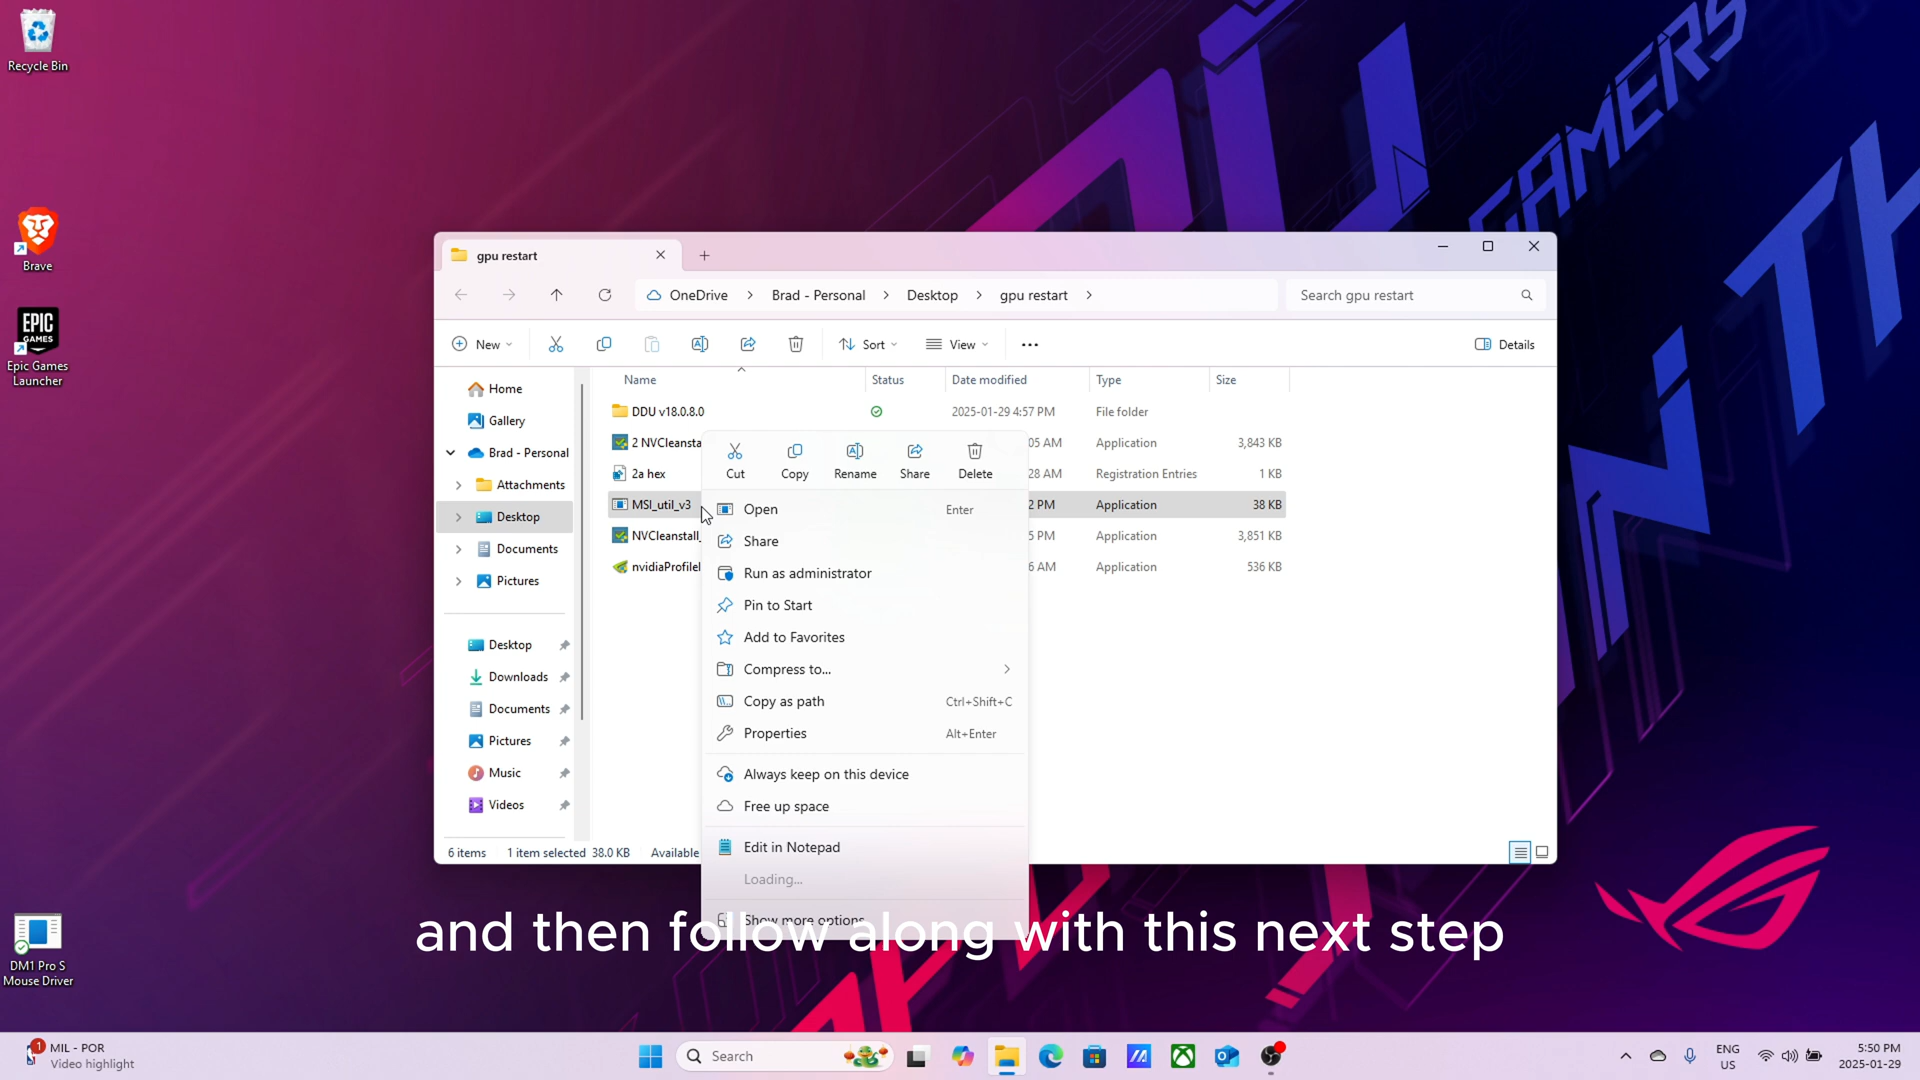 Recycle Bin
Brave
EPIC
GAMES
Epic Games
Launcher
DM1 Pro S
Mouse Driver
GAMERS
gpu restart
OneDrive
Brad - Personal
Desktop
gpu restart
Search gpu restart
New
Sort
View
Details
Home
Gallery
Brad - Personal
Attachments
Desktop
Documents
Pictures
Desktop
Downloads
Documents
Pictures
Music
Videos
Name Status Date modified Type Size
DDU v18.0.8.0 2025-01-29 4:57 PM File folder
2 NVCleansta 05 AM Application 3,843 KB
2a hex 28 AM Registration Entries 1 KB
MSI_util_v3 2 PM Application 38 KB
NVCleanstall_ 5 PM Application 3,851 KB
nvidiaProfileI 6 AM Application 536 KB
Cut Copy Rename Share Delete
Open Enter
Share
Run as administrator
Pin to Start
Add to Favorites
Compress to...
Copy as path Ctrl+Shift+C
Properties Alt+Enter
Always keep on this device
Free up space
Edit in Notepad
Loading...
Show more options
6 items 1 item selected 38.0 KB Available
and then follow along with this next step
1
MIL - POR
Video highlight
Search
ENG
US
5:50 PM
2025-01-29